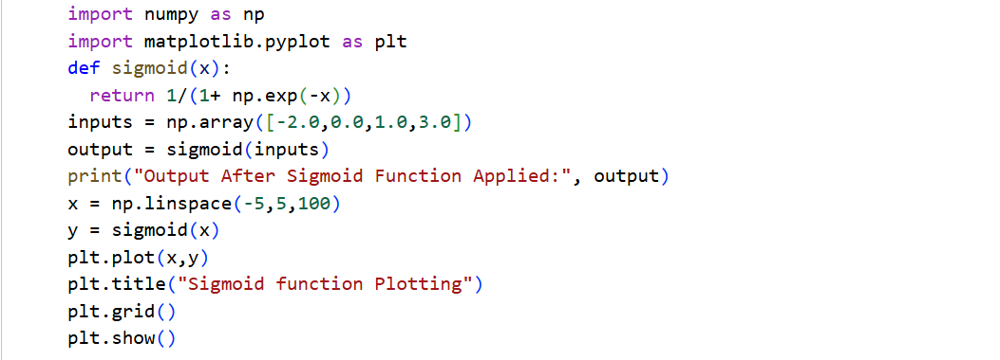 import numpy as np
import matplotlib.pyplot as plt
def sigmoid(x):
  return 1/(1+ np.exp(-x))
inputs = np.array([-2.0,0.0,1.0,3.0])
output = sigmoid(inputs)
print("Output After Sigmoid Function Applied:", output)
x = np.linspace(-5,5,100)
y = sigmoid(x)
plt.plot(x,y)
plt.title("Sigmoid function Plotting")
plt.grid()
plt.show()